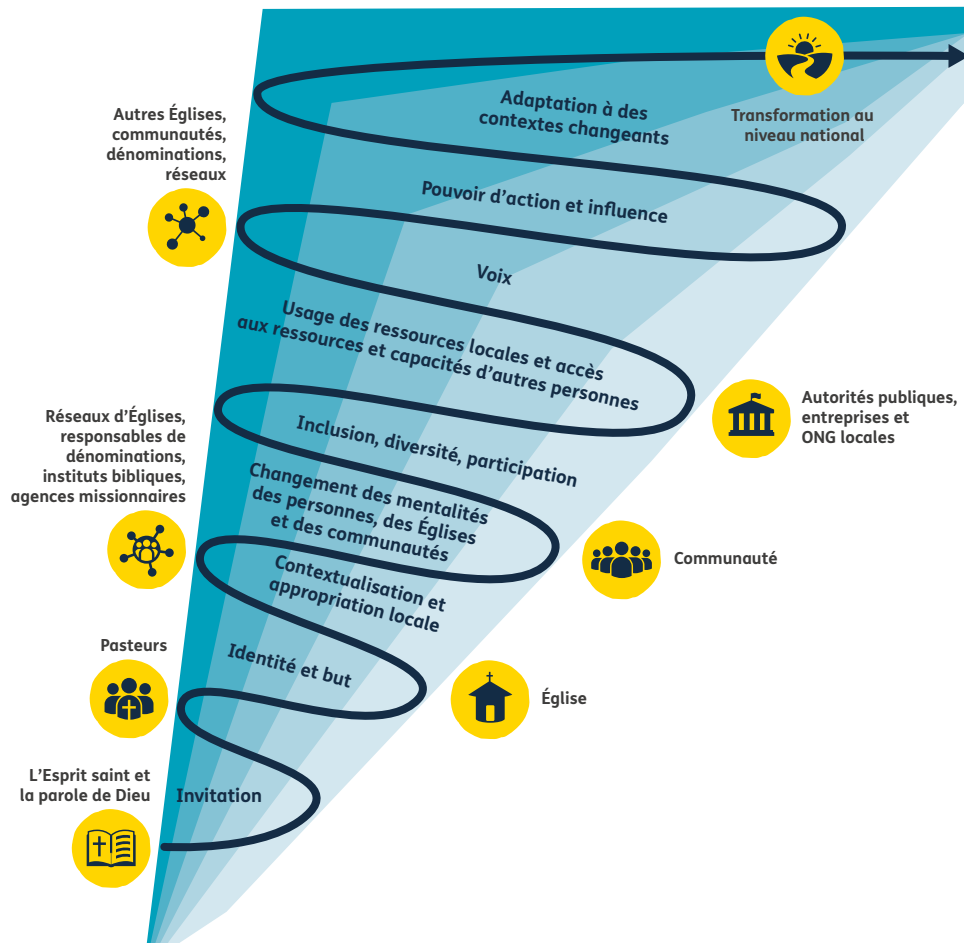 Transformation au
niveau national
Adaptation à des
contextes changeants
Autres Églises,
communautés,
dénominations,
réseaux
Pouvoir d’action et influence
Voix
Usage des ressources locales et accès
aux ressources et capacités d’autres personnes
Autorités publiques,
entreprises et
ONG locales
Réseaux d’Églises,
responsables de
dénominations,
instituts bibliques,
agences missionnaires
Inclusion, diversité, participation
Changement des mentalités
des personnes, des Églises
et des communautés
Communauté
Contextualisation et
appropriation locale
Pasteurs
Identité et but
Église
L’Esprit saint et
la parole de Dieu
Invitation